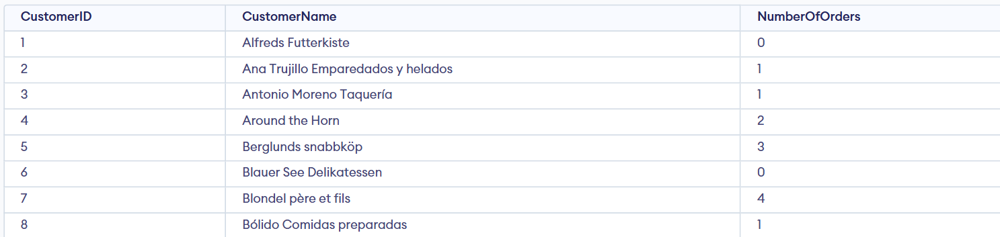 CustomerID CustomerName NumberOfOrders
1 Alfreds Futterkiste 0
2 Ana Trujillo Emparedados y helados 1
3 Antonio Moreno Taquería 1
4 Around the Horn 2
5 Berglunds snabbköp 3
6 Blauer See Delikatessen 0
7 Blondel père et fils 4
8 Bólido Comidas preparadas 1